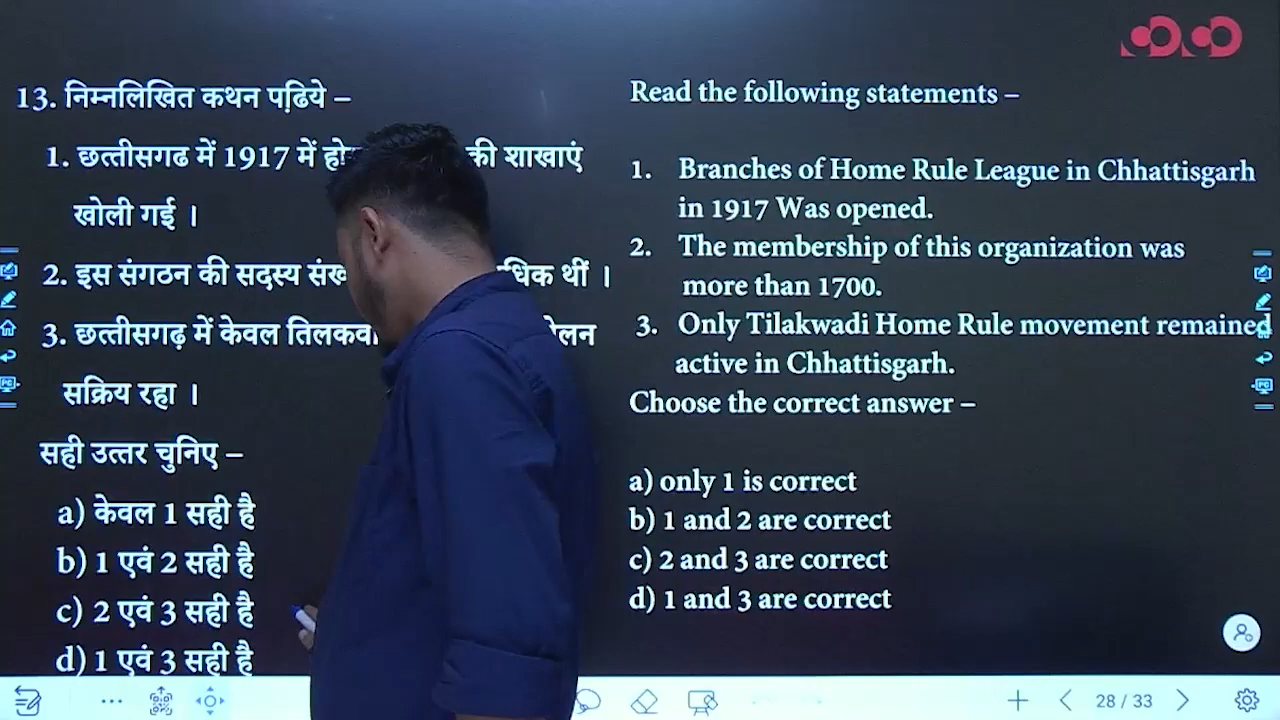 13. निम्नलिखित कथन पढि़ये –
1. छत्तीसगढ में 1917 में की शाखाएं
खोली गई ।
2. इस संगठन की सदस्य थीं ।
3. छत्तीसगढ़ में केवल
सक्रिय रहा ।
सही उत्तर चुनिए –
a) केवल 1 सही है
b) 1 एवं 2 सही है
c) 2 एवं 3 सही है
d) 1 एवं 3 सही है
Read the following statements –
1. Branches of Home Rule League in Chhattisgarh
in 1917 Was opened.
2. The membership of this organization was
more than 1700.
3. Only Tilakwadi Home Rule movement remained
active in Chhattisgarh.
Choose the correct answer –
a) only 1 is correct
b) 1 and 2 are correct
c) 2 and 3 are correct
d) 1 and 3 are correct
28 / 33